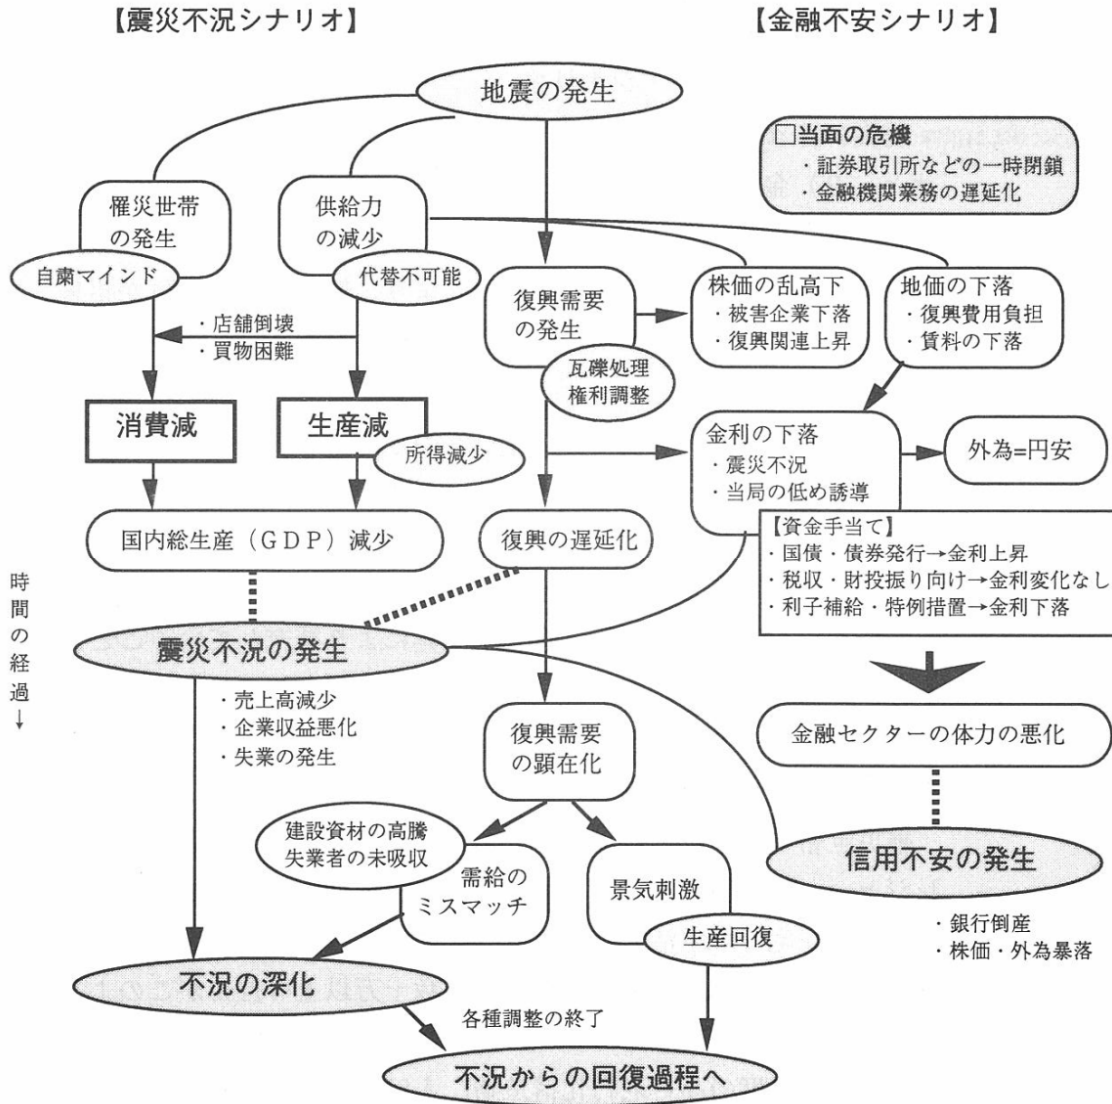 【震災不況シナリオ】
【金融不安シナリオ】
地震の発生
□当面の危機
・証券取引所などの一時閉鎖
・金融機関業務の遅延化
罹災世帯
の発生
自粛マインド
供給力
の減少
代替不可能
・店舗倒壊
・買物困難
復興需要
の発生
瓦礫処理
権利調整
株価の乱高下
・被害企業下落
・復興関連上昇
地価の下落
・復興費用負担
・賃料の下落
消費減
生産減
所得減少
金利の下落
・震災不況
・当局の低め誘導
外為=円安
国内総生産（ＧＤＰ）減少
復興の遅延化
【資金手当て】
・国債・債券発行→金利上昇
・税収・財投振り向け→金利変化なし
・利子補給・特例措置→金利下落
時間の経過↓
震災不況の発生
・売上高減少
・企業収益悪化
・失業の発生
復興需要
の顕在化
金融セクターの体力の悪化
建設資材の高騰
失業者の未吸収
需給の
ミスマッチ
景気刺激
生産回復
信用不安の発生
・銀行倒産
・株価・外為暴落
不況の深化
各種調整の終了
不況からの回復過程へ